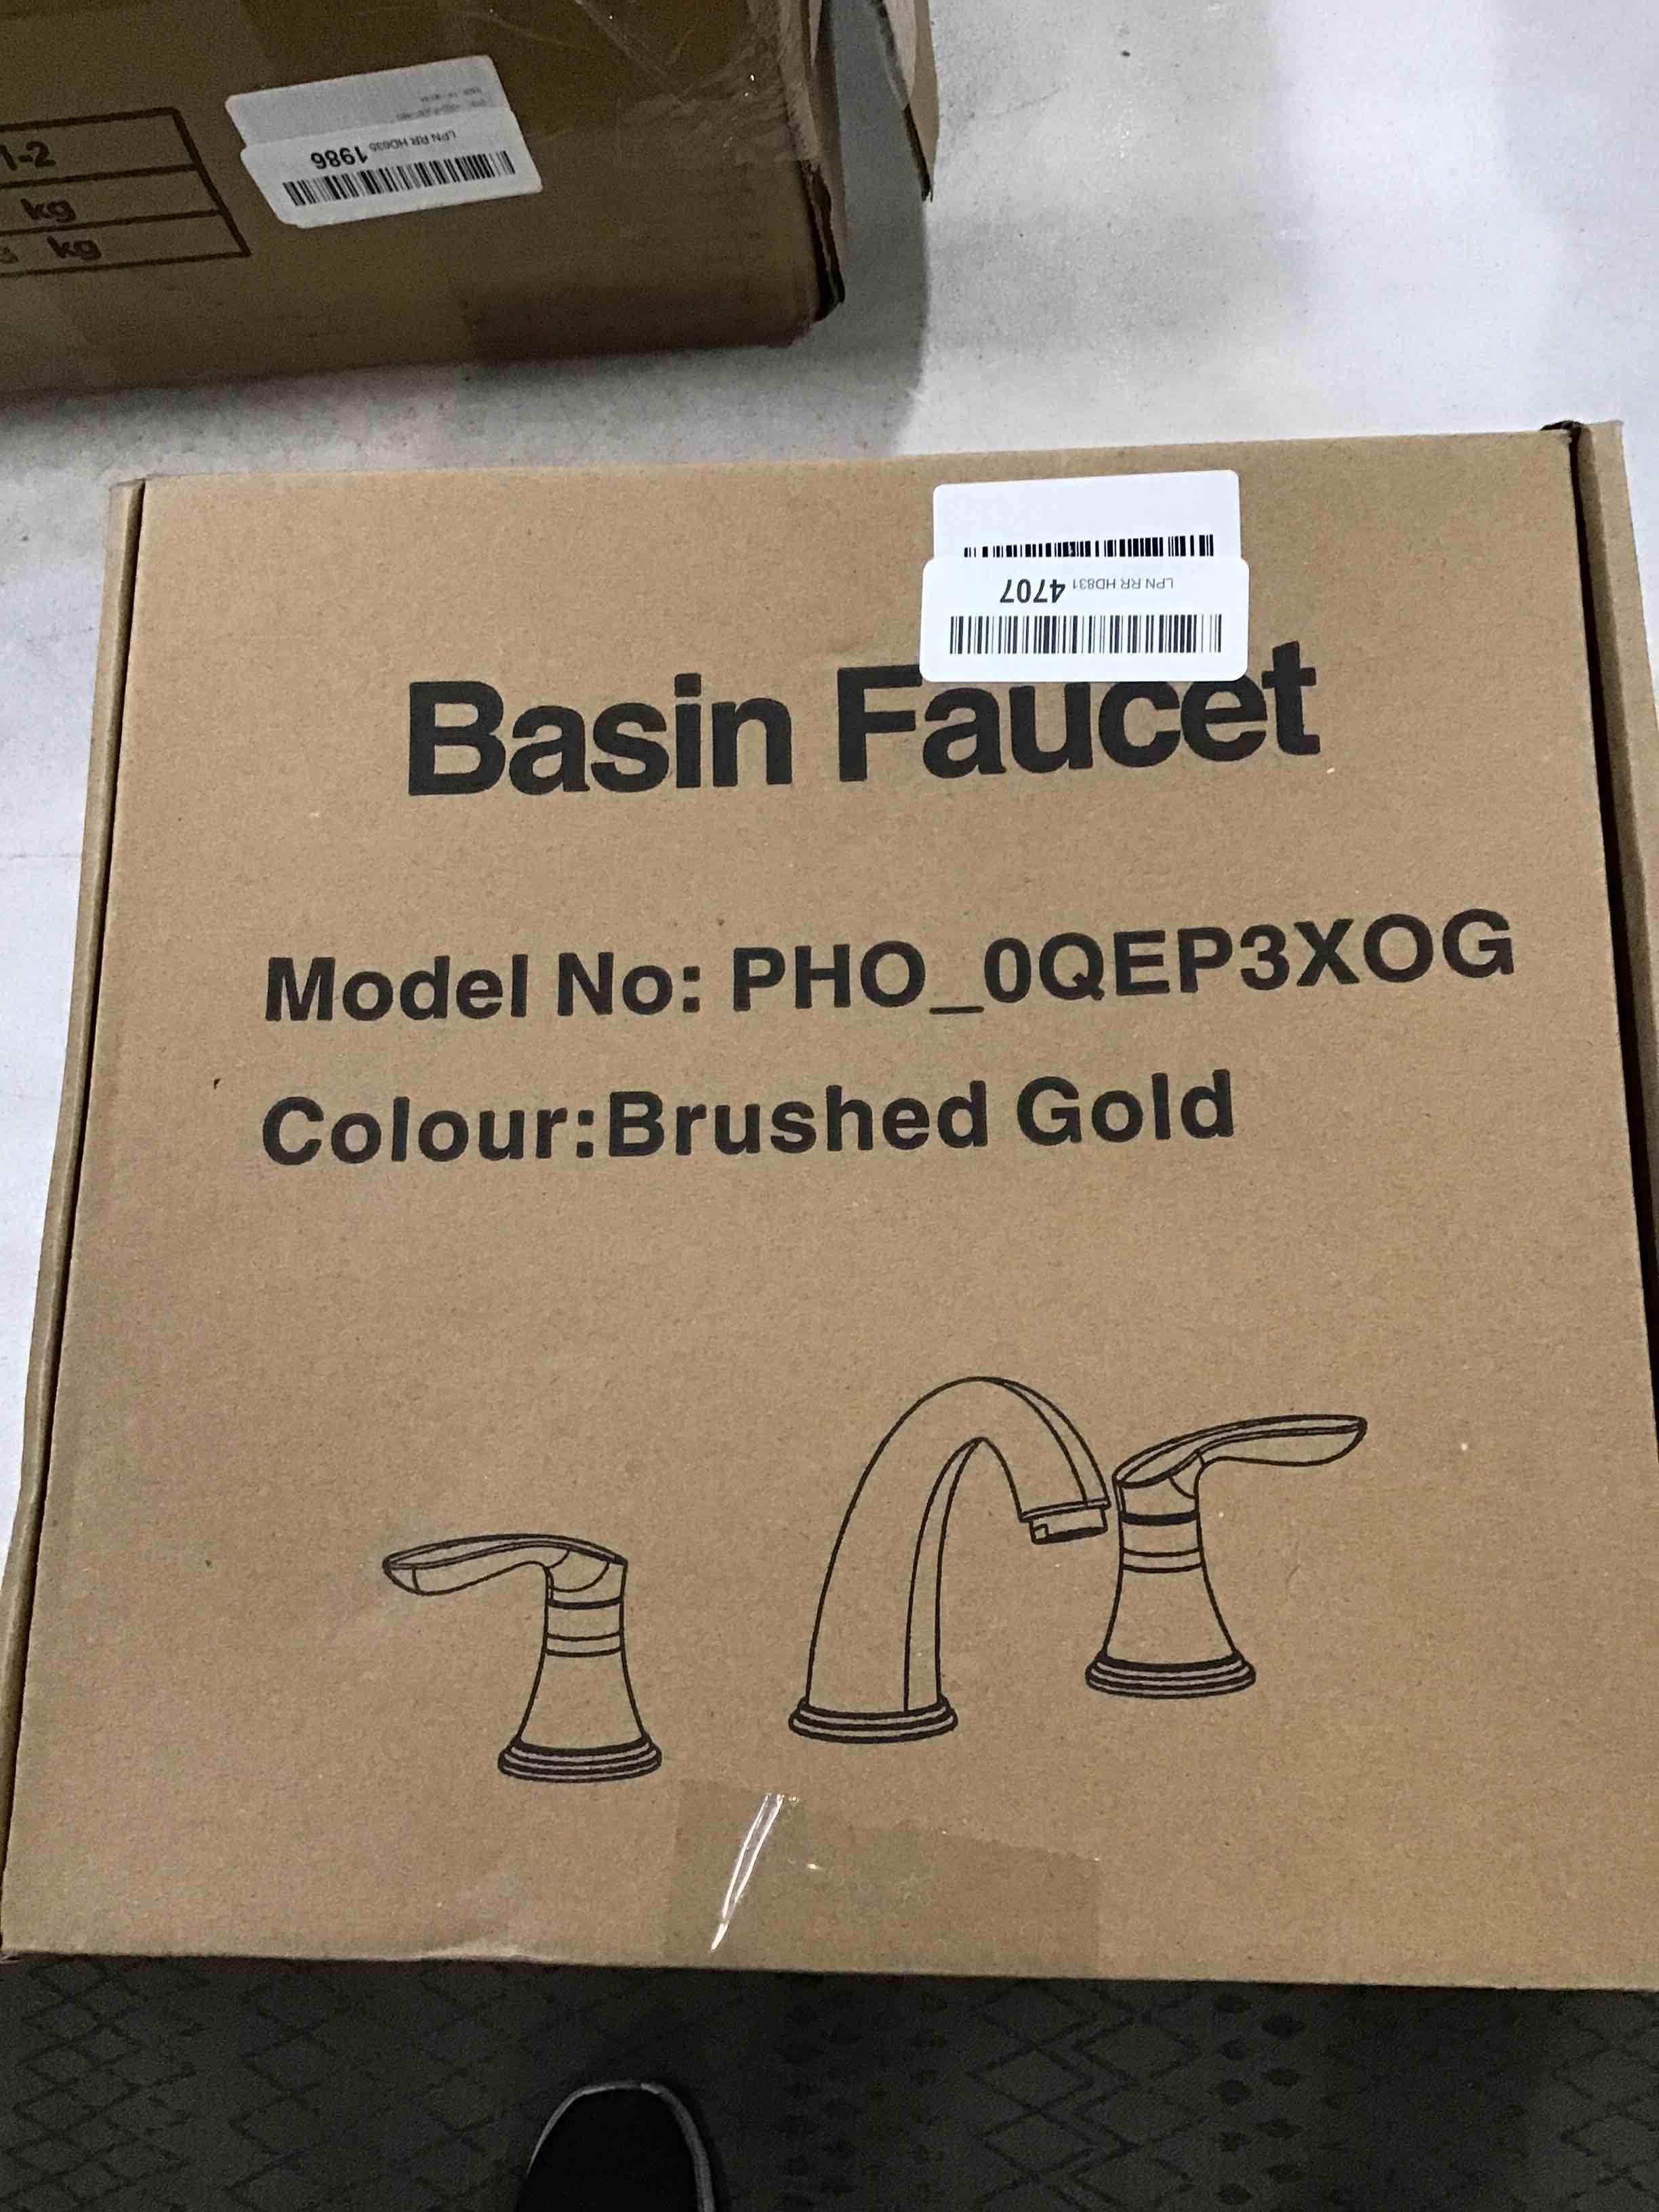 1-2
kg
kg
LPN RR HD635 1986
LPN RR HD831 4707
Basin Faucet
Model No: PHO_0QEP3XOG
Colour:Brushed Gold